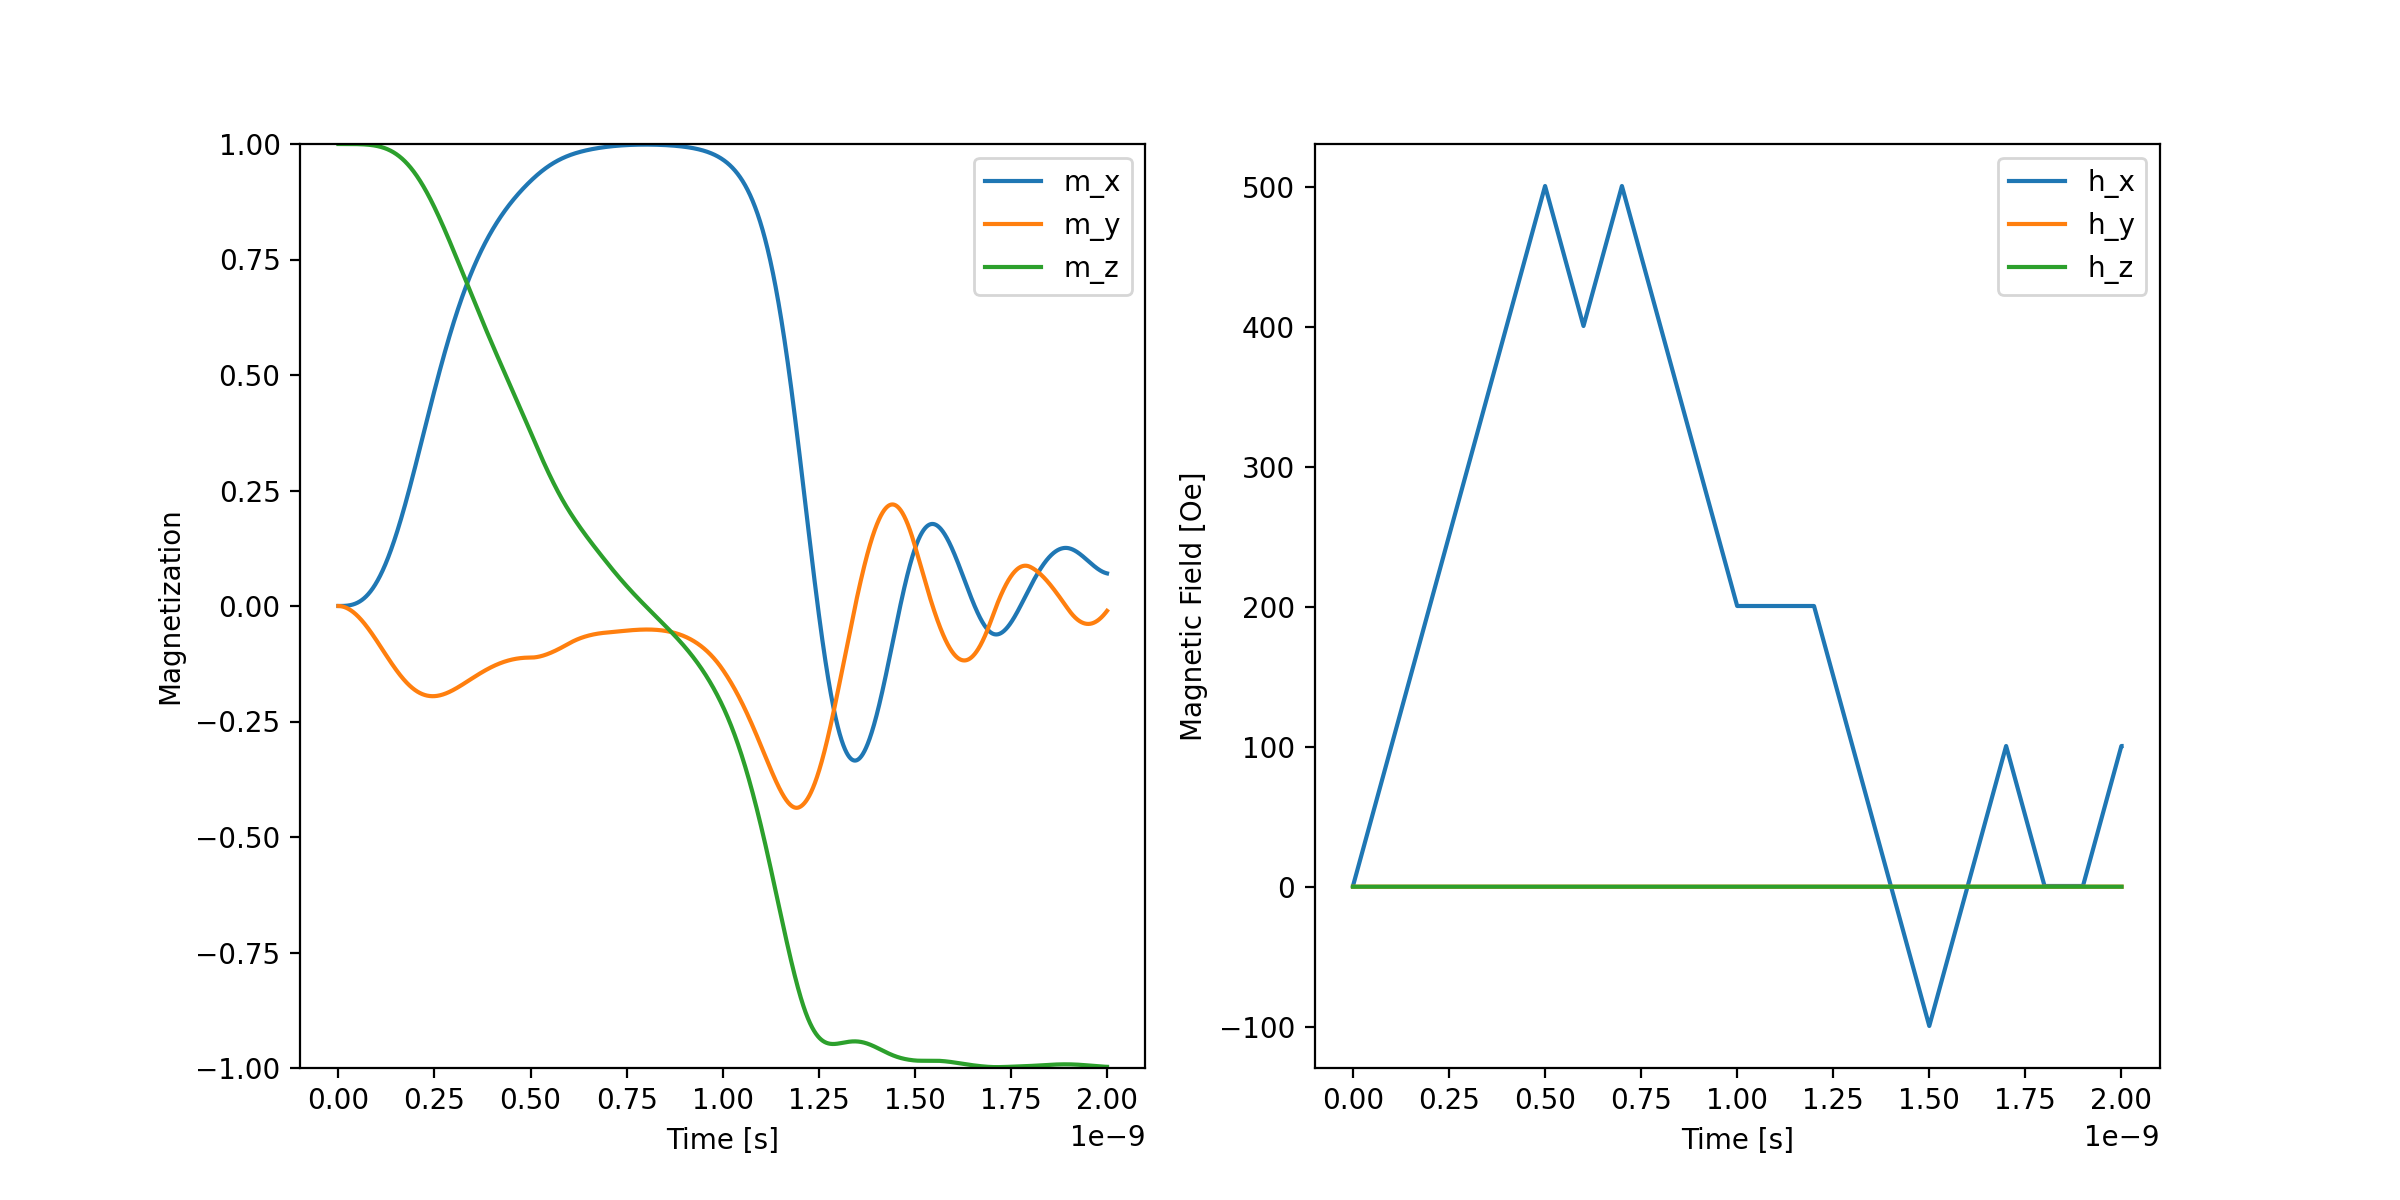 1.00
0.75
0.50
0.25
0.00
−0.25
−0.50
−0.75
−1.00
Magnetization
m_x
m_y
m_z
0.00 0.25 0.50 0.75 1.00 1.25 1.50 1.75 2.00
Time [s]
1e−9
500
400
300
200
100
0
−100
Magnetic Field [Oe]
h_x
h_y
h_z
0.00 0.25 0.50 0.75 1.00 1.25 1.50 1.75 2.00
Time [s]
1e−9